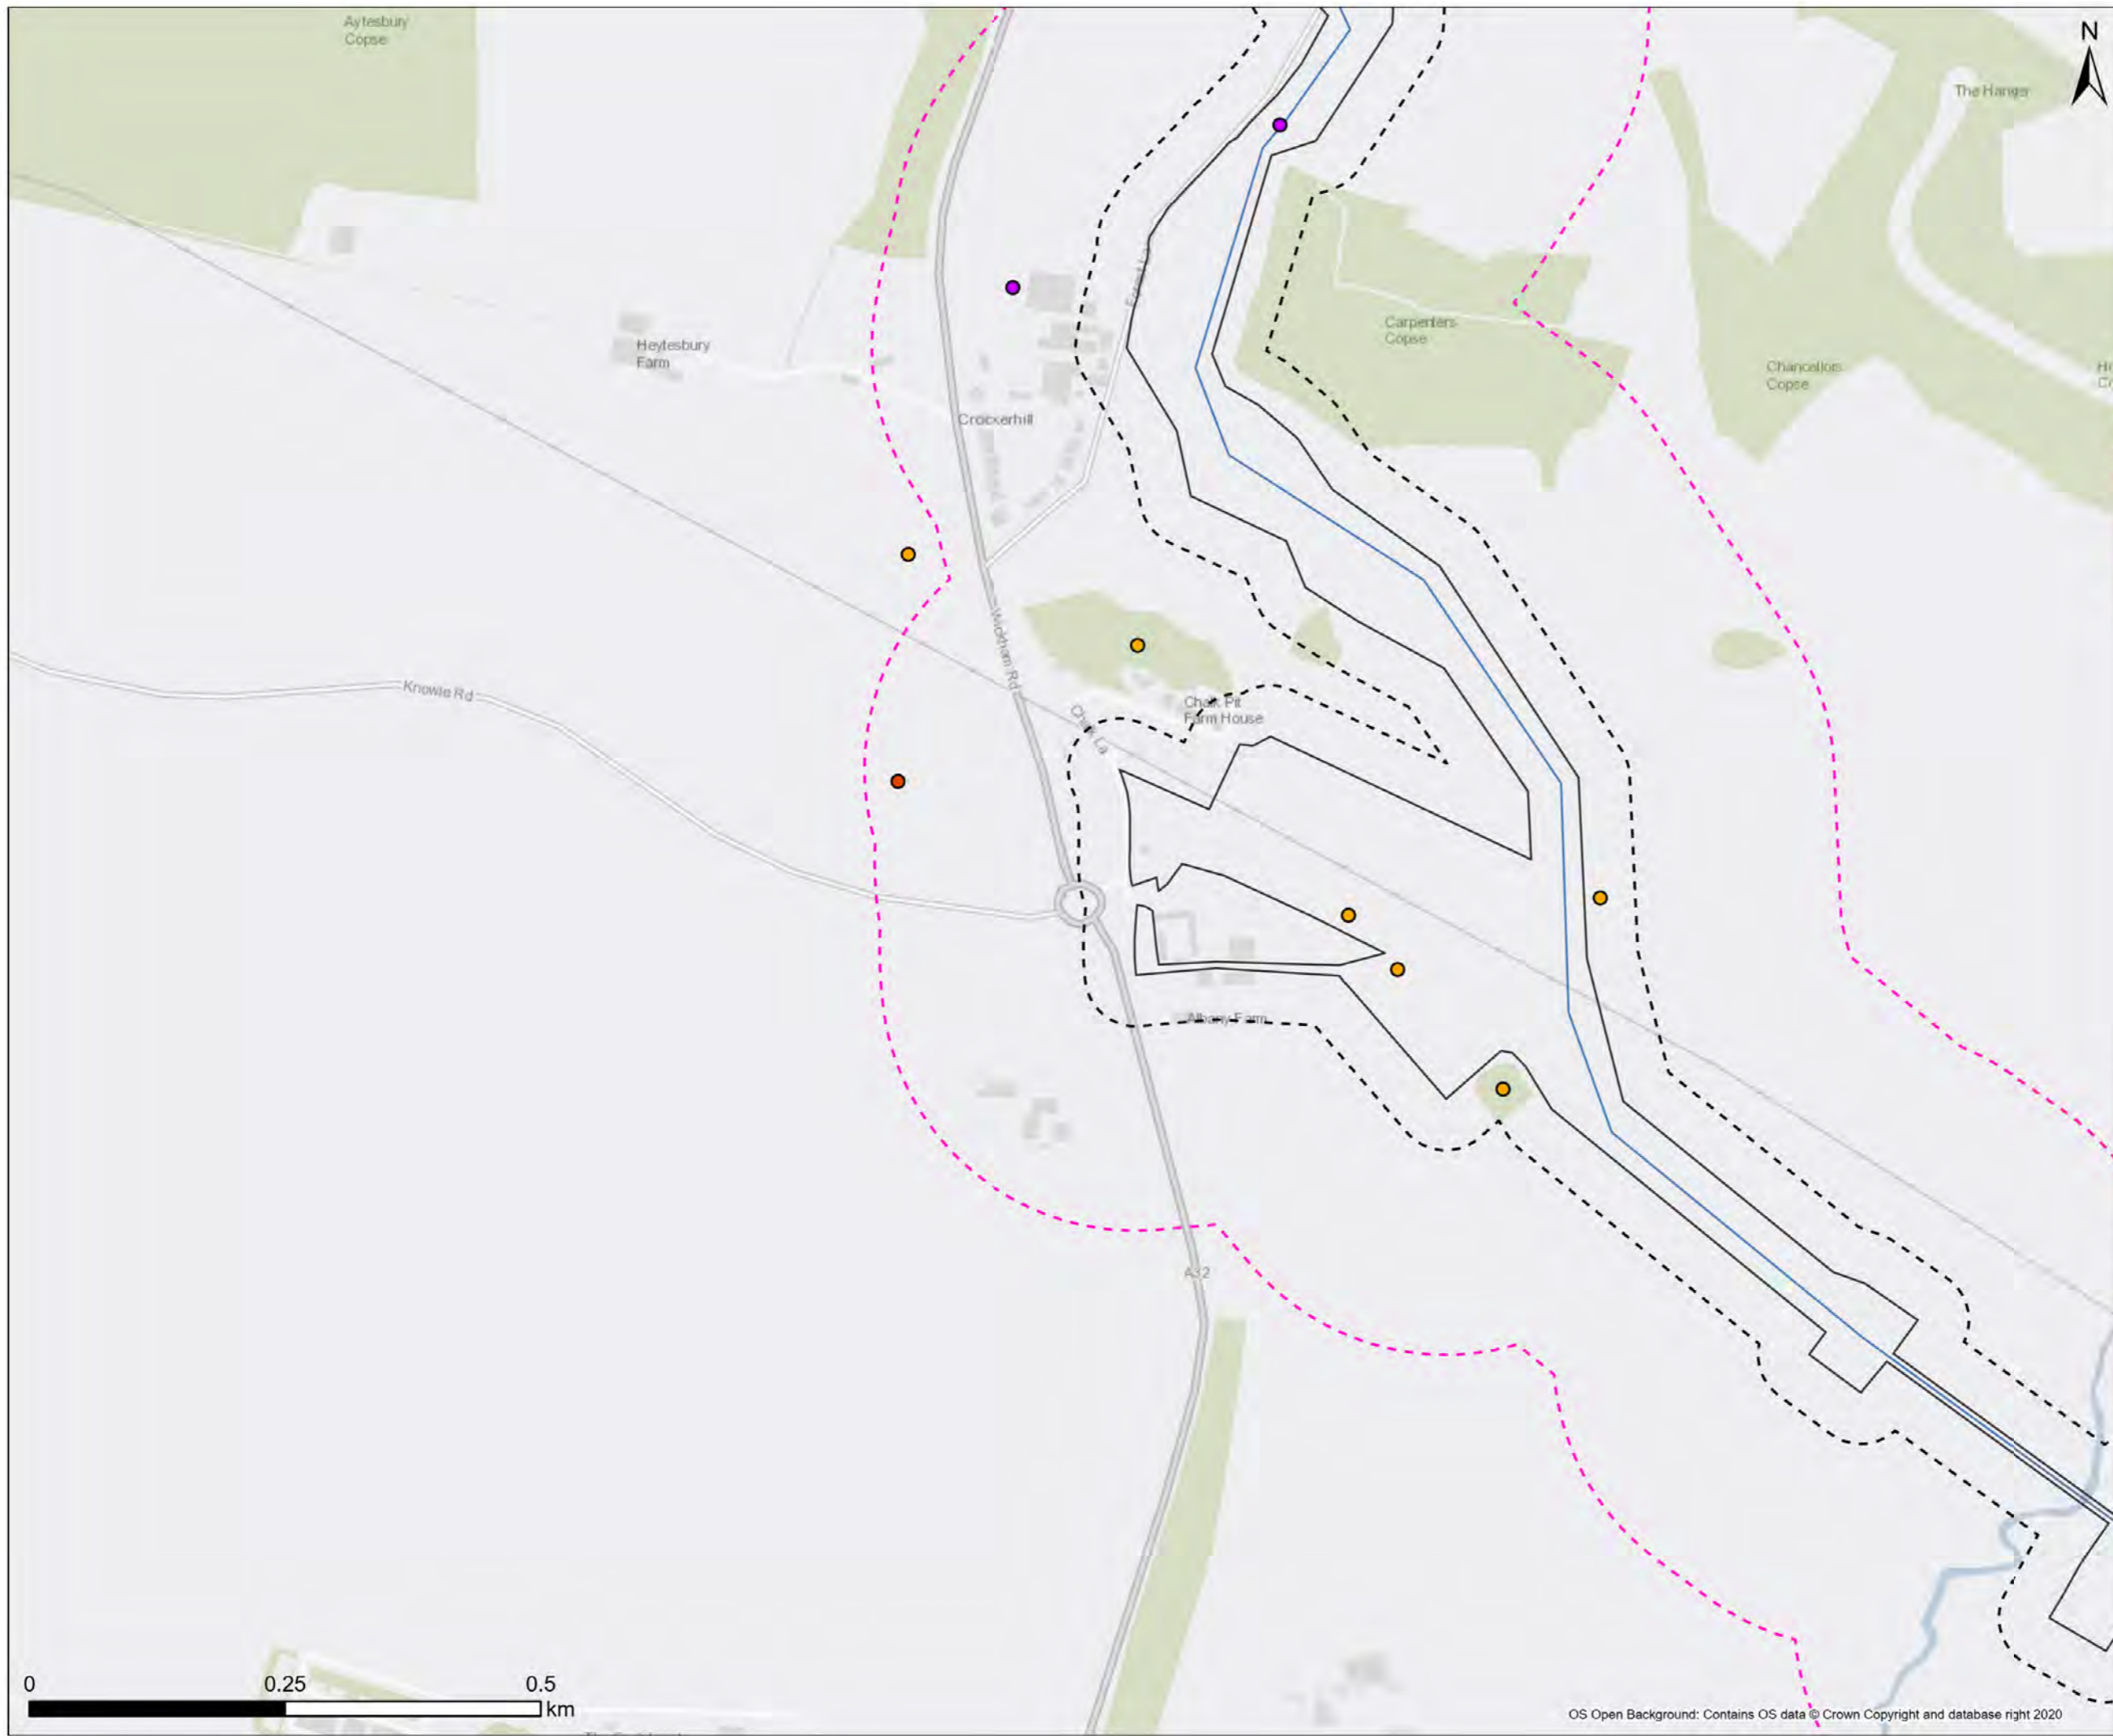 Aytesbury
Copse
N
The Hanger
Forest La
Carpenters
Copse
Heytesbury
Farm
Chancellors
Copse
Crockerhill
Wickham Rd
Knowle Rd
Chalk La
Chalk Pit
Farm House
Albany Farm
A32
0
0.25
0.5
km
OS Open Background: Contains OS data © Crown Copyright and database right 2020